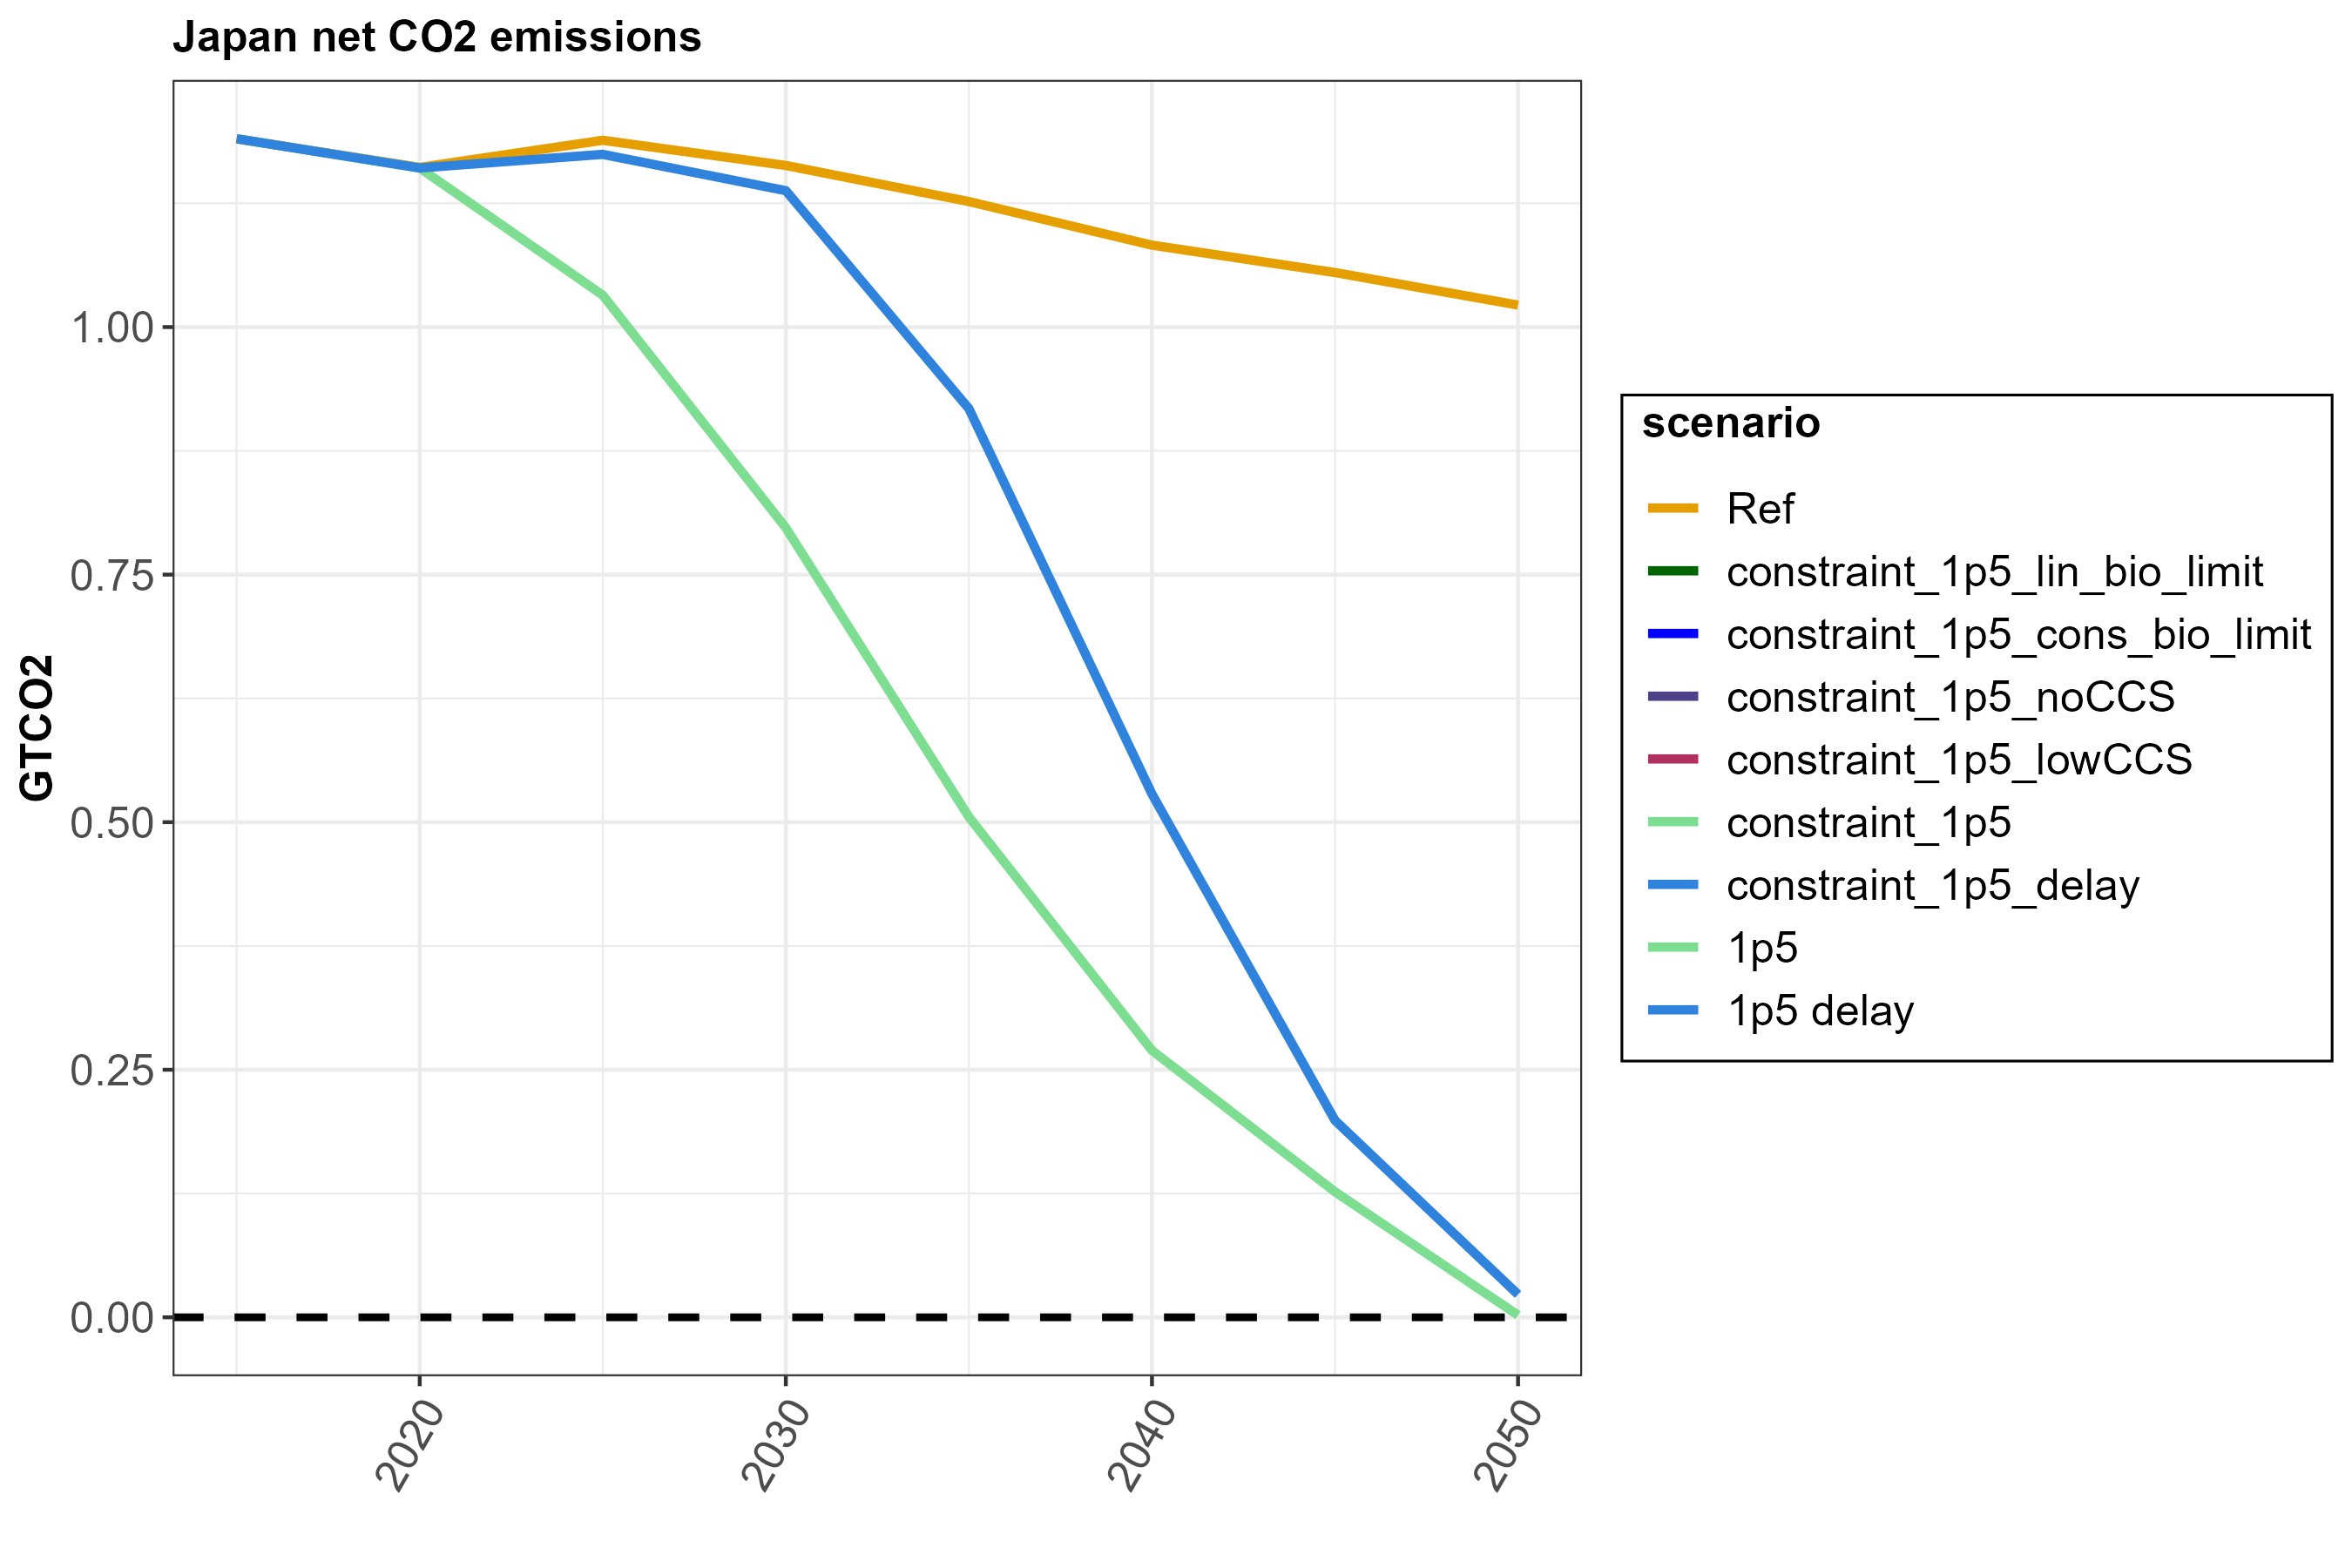 Japan net CO2 emissions
GTCO2
1.00
0.75
0.50
0.25
0.00
2020
2030
2040
2050
scenario
Ref
constraint_1p5_lin_bio_limit
constraint_1p5_cons_bio_limit
constraint_1p5_noCCS
constraint_1p5_lowCCS
constraint_1p5
constraint_1p5_delay
1p5
1p5 delay